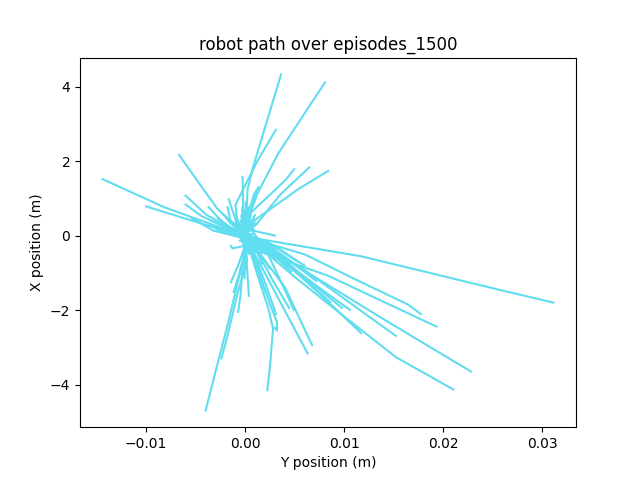 robot path over episodes_1500
4
2
0
−2
−4
X position (m)
−0.01 0.00 0.01 0.02 0.03
Y position (m)